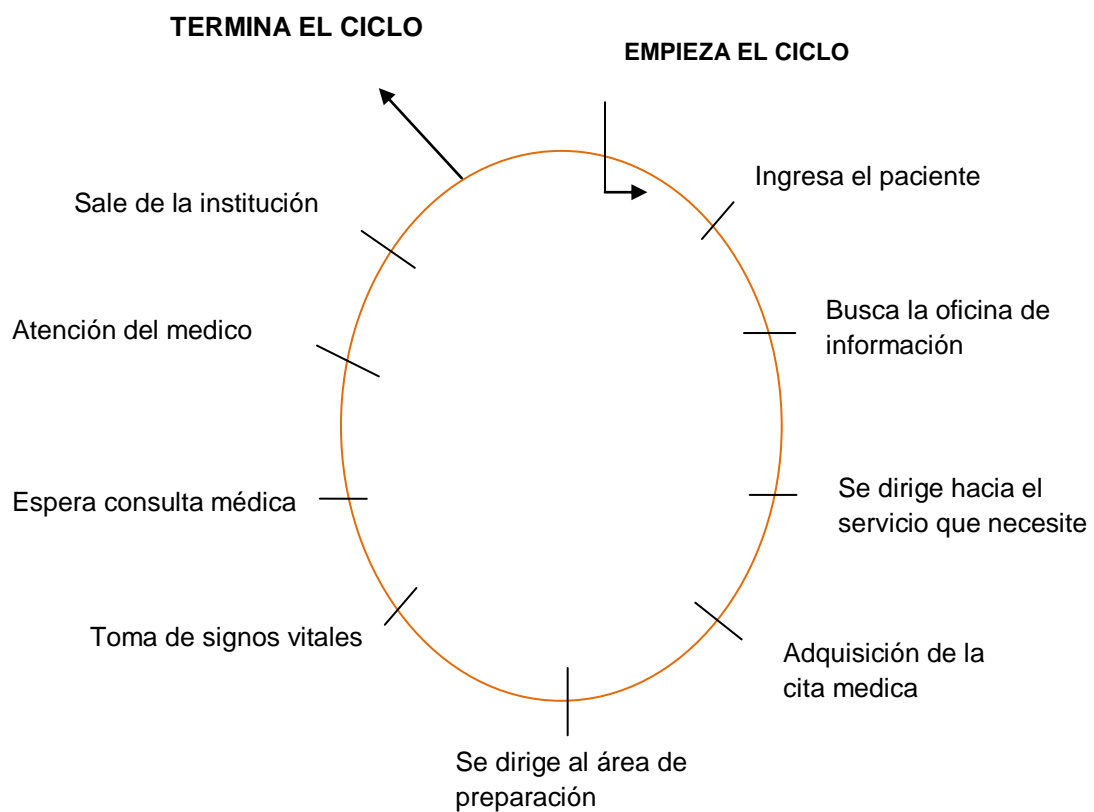 TERMINA EL CICLO
EMPIEZA EL CICLO
Ingresa el paciente
Busca la oficina de
información
Se dirige hacia el
servicio que necesite
Adquisición de la
cita medica
Se dirige al área de
preparación
Toma de signos vitales
Espera consulta médica
Atención del medico
Sale de la institución